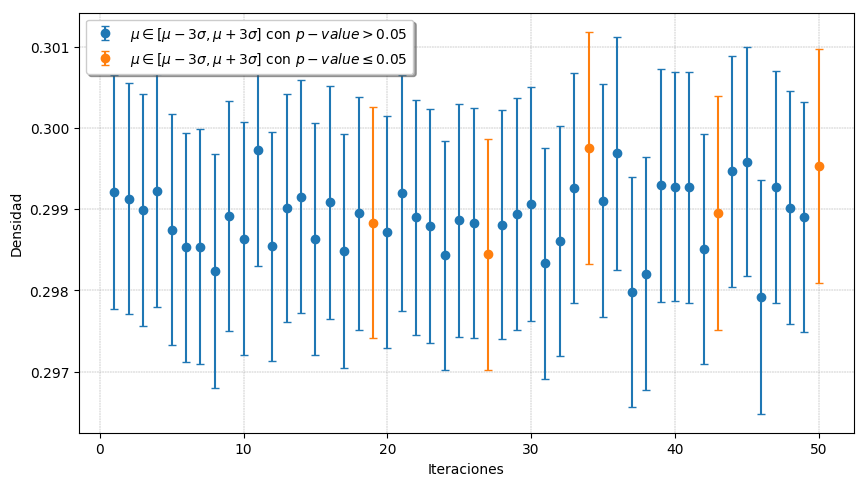 μ ∈ [μ − 3σ, μ + 3σ] con p − value > 0.05
μ ∈ [μ − 3σ, μ + 3σ] con p − value ≤ 0.05
0.301
0.300
0.299
0.298
0.297
Densidad
0 10 20 30 40 50
Iteraciones